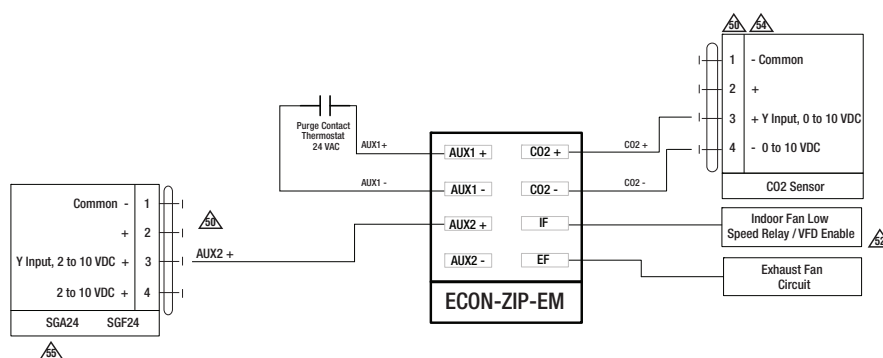 50 54
1 - Common
2 +
3 + Y Input, 0 to 10 VDC
4 - 0 to 10 VDC
CO2 Sensor
Purge Contact
Thermostat
24 VAC
AUX1+
AUX1 -
CO2 +
CO2 -
AUX1 + CO2 +
AUX1 - CO2 -
AUX2 + IF
AUX2 - EF
ECON-ZIP-EM
Indoor Fan Low
Speed Relay / VFD Enable
52
Exhaust Fan
Circuit
Common - 1
+ 2
Y Input, 2 to 10 VDC + 3
2 to 10 VDC + 4
50
AUX2 +
SGA24 SGF24
55